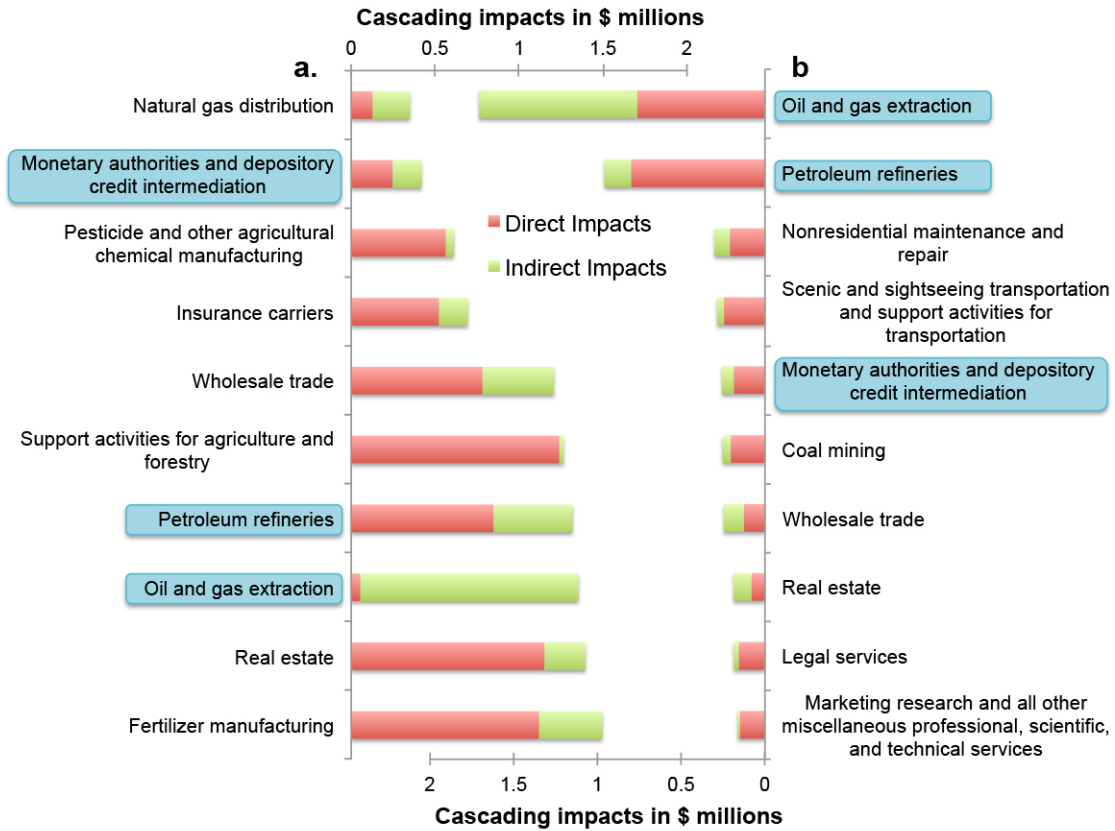 Cascading impacts in $ millions
0 0.5 1 1.5 2
a. b
Natural gas distribution
Oil and gas extraction
Monetary authorities and depository
credit intermediation
Petroleum refineries
Direct Impacts
Indirect Impacts
Pesticide and other agricultural
chemical manufacturing
Nonresidential maintenance and
repair
Insurance carriers
Scenic and sightseeing transportation
and support activities for
transportation
Wholesale trade
Monetary authorities and depository
credit intermediation
Support activities for agriculture and
forestry
Coal mining
Petroleum refineries
Wholesale trade
Oil and gas extraction
Real estate
Real estate
Legal services
Fertilizer manufacturing
Marketing research and all other
miscellaneous professional, scientific,
and technical services
2 1.5 1 0.5 0
Cascading impacts in $ millions